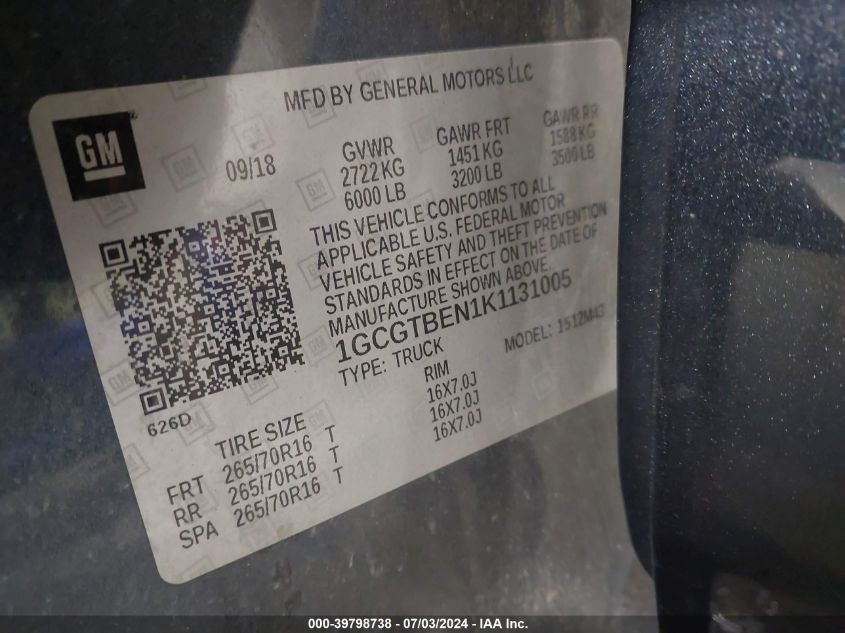 MFD BY GENERAL MOTORS LLC
GM
09/18
GVWR GAWR FRT GAWR RR
2722 KG 1451 KG 1588 KG
6000 LB 3200 LB 3500 LB
THIS VEHICLE CONFORMS TO ALL
APPLICABLE U.S. FEDERAL MOTOR
VEHICLE SAFETY AND THEFT PREVENTION
STANDARDS IN EFFECT ON THE DATE OF
MANUFACTURE SHOWN ABOVE.
1GCGTBEN1K1131005
TYPE: TRUCK MODEL: 1512M43
626D
TIRE SIZE RIM
FRT 265/70R16 T 16X7.0J
RR 265/70R16 T 16X7.0J
SPA 265/70R16 T 16X7.0J
000-39798738 - 07/03/2024 - IAA Inc.